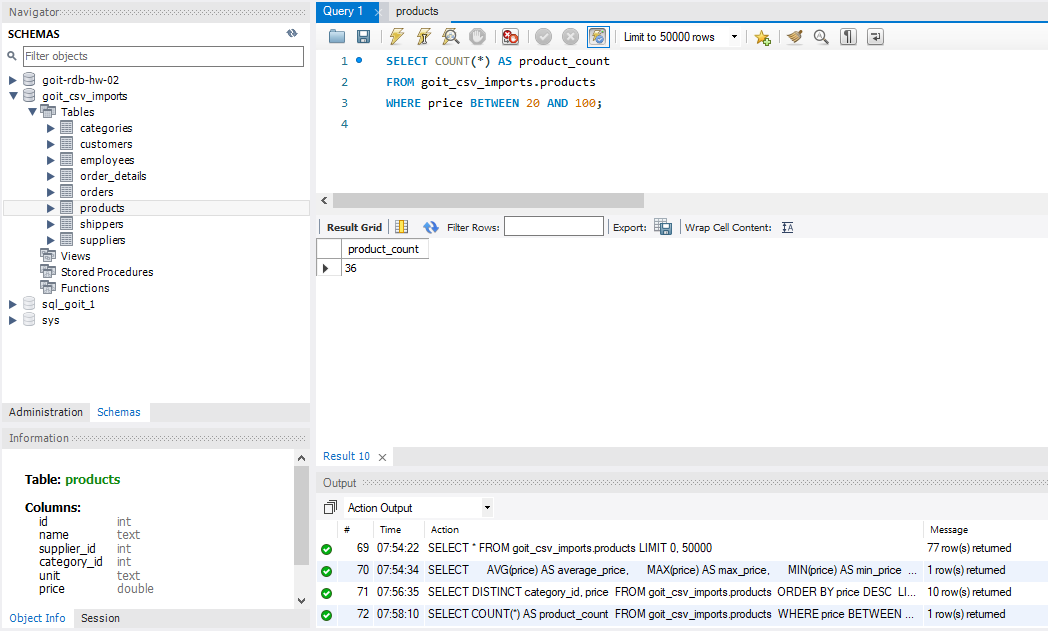 Navigator
SCHEMAS
Filter objects
goit-rdb-hw-02
goit_csv_imports
Tables
categories
customers
employees
order_details
orders
products
shippers
suppliers
Views
Stored Procedures
Functions
sql_goit_1
sys
Administration Schemas
Information
Table: products
Columns:
id int
name text
supplier_id int
category_id int
unit text
price double
Object Info Session
Query 1 products
Limit to 50000 rows
1 SELECT COUNT(*) AS product_count
2 FROM goit_csv_imports.products
3 WHERE price BETWEEN 20 AND 100;
4
Result Grid Filter Rows: Export: Wrap Cell Content:
product_count
36
Result 10
Output
Action Output
# Time Action Message
69 07:54:22 SELECT * FROM goit_csv_imports.products LIMIT 0, 50000 77 row(s) returned
70 07:54:34 SELECT AVG(price) AS average_price, MAX(price) AS max_price, MIN(price) AS min_price ... 1 row(s) returned
71 07:56:35 SELECT DISTINCT category_id, price FROM goit_csv_imports.products ORDER BY price DESC LI... 10 row(s) returned
72 07:58:10 SELECT COUNT(*) AS product_count FROM goit_csv_imports.products WHERE price BETWEEN ... 1 row(s) returned